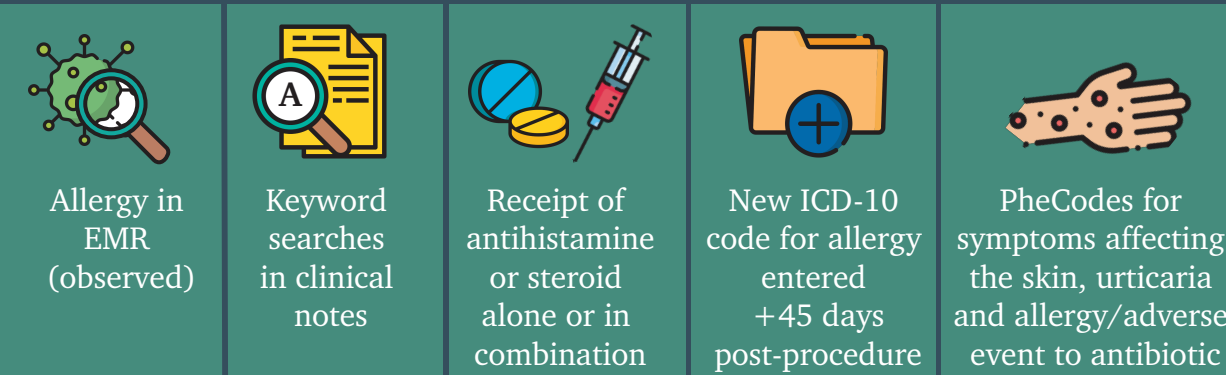 A
Allergy in
EMR
(observed)
Keyword
searches
in clinical
notes
Receipt of
antihistamine
or steroid
alone or in
combination
New ICD-10
code for allergy
entered
+45 days
post-procedure
PheCodes for
symptoms affecting
the skin, urticaria
and allergy/adverse
event to antibiotic